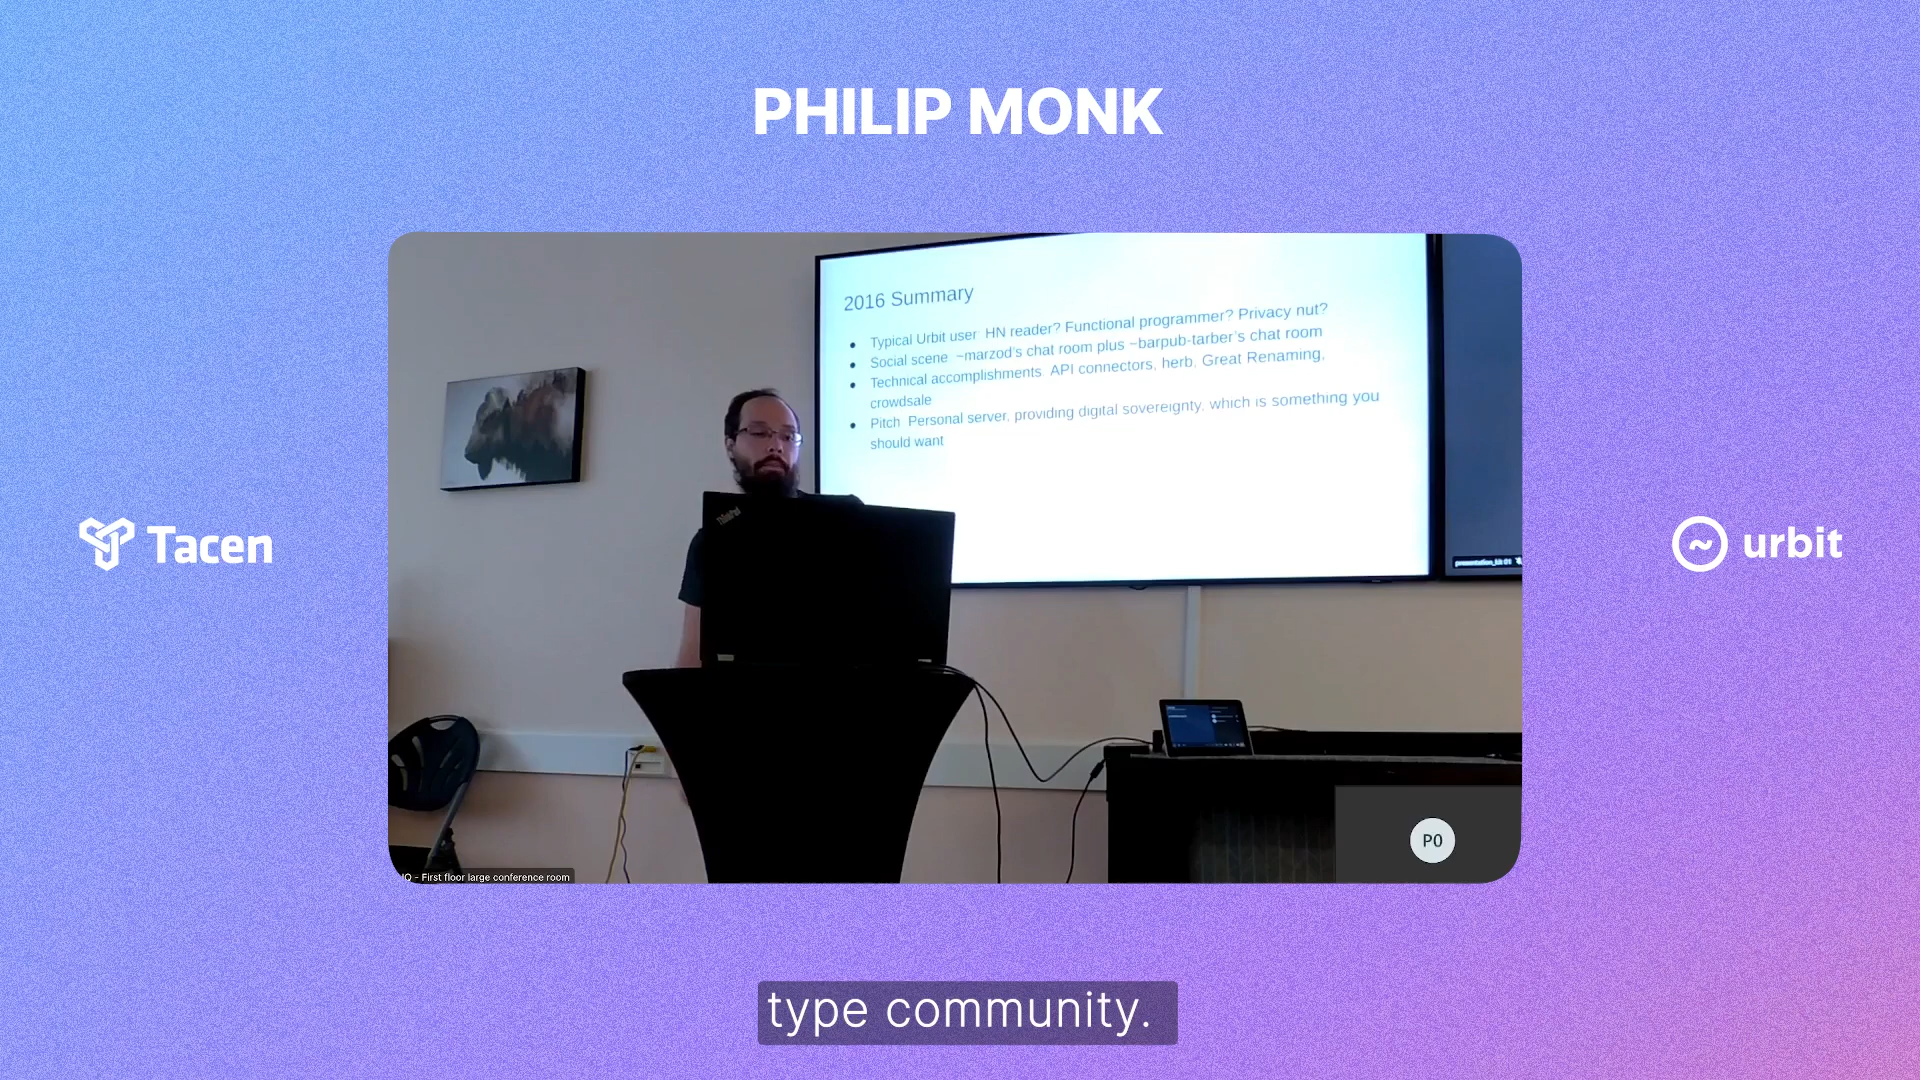 PHILIP MONK
2016 Summary
Typical Urbit user HN reader? Functional programmer? Privacy nut?
Social scene ~marzod's chat room plus ~barpub-tarber's chat room
Technical accomplishments API connectors, herb, Great Renaming,
crowdsale
Pitch Personal server, providing digital sovereignty, which is something you
should want
ThinkPad
Tacen
urbit
P0
- First floor large conference room
type community.